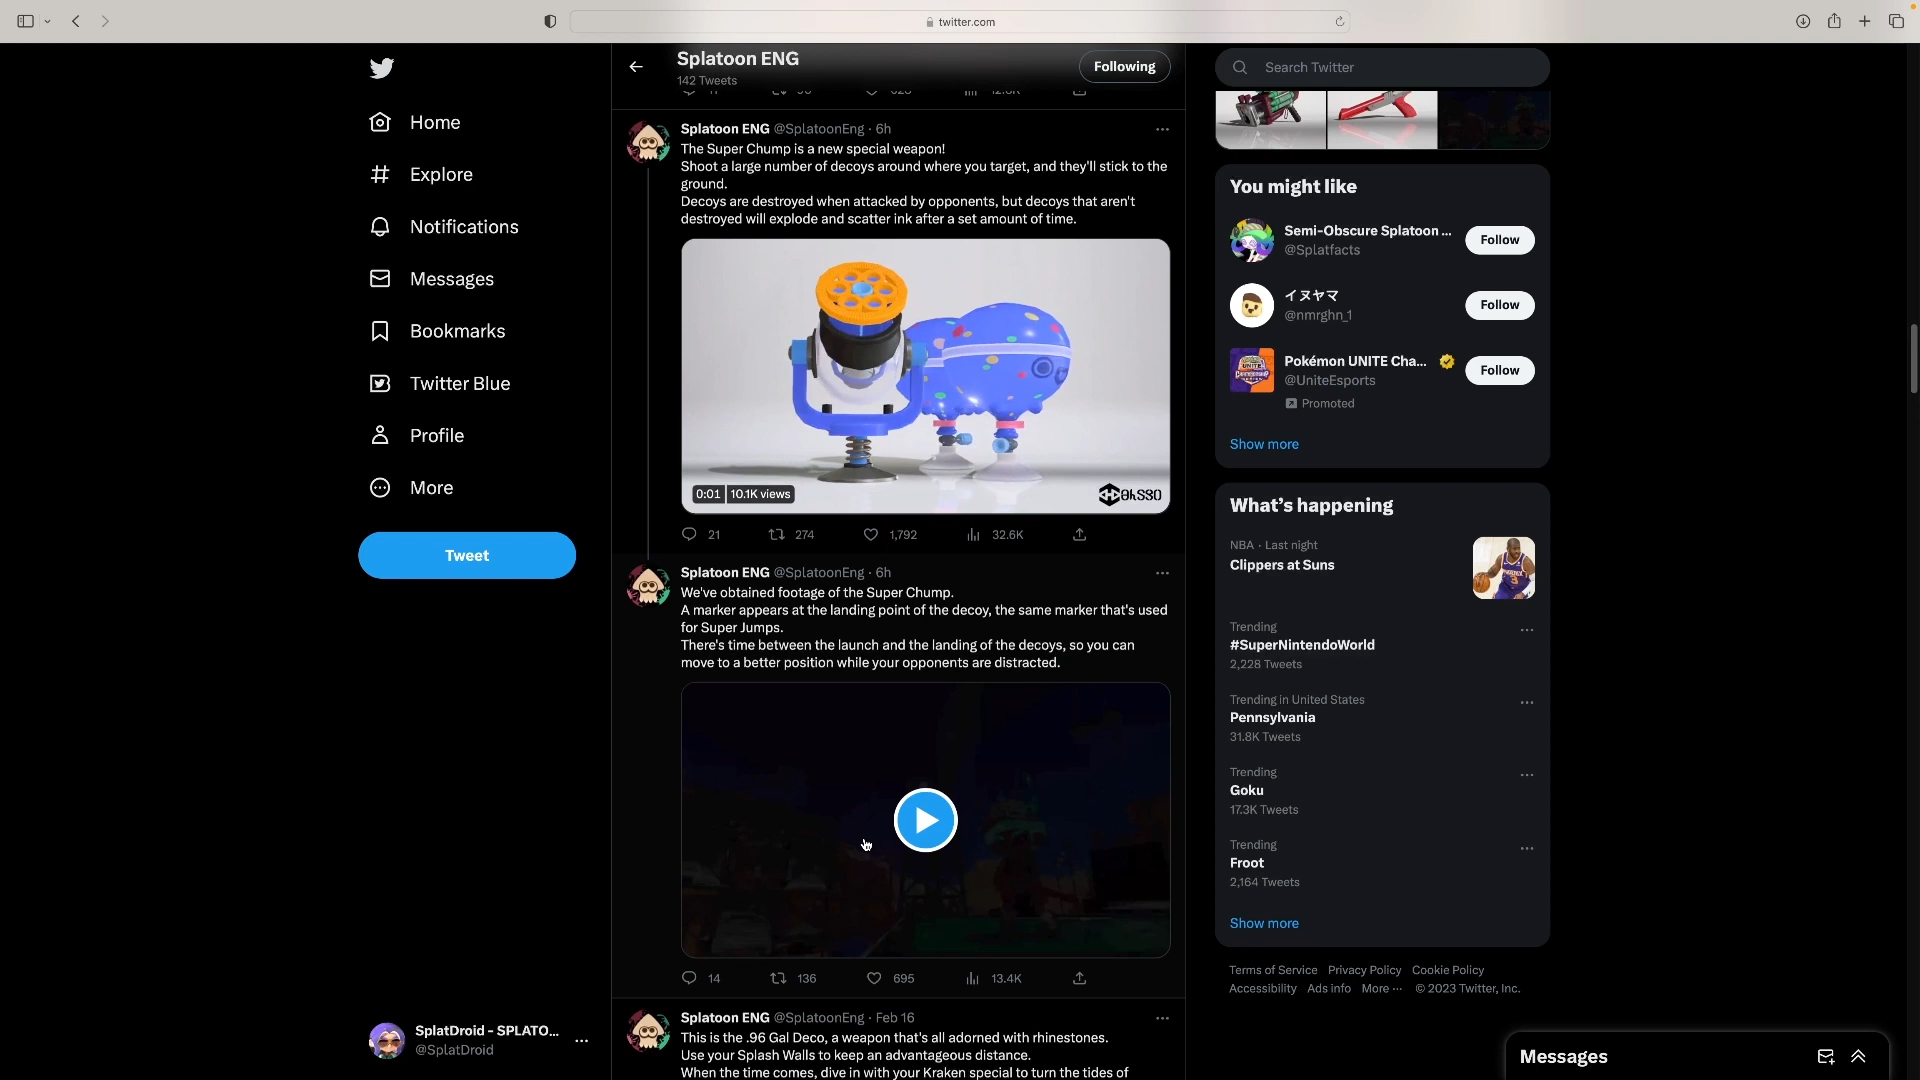 twitter.com
Splatoon ENG
142 Tweets
Following
Home
Explore
Notifications
Messages
Bookmarks
Twitter Blue
Profile
More
Tweet
SplatDroid - SPLATO...
@SplatDroid
Splatoon ENG @SplatoonEng · 6h
The Super Chump is a new special weapon!
Shoot a large number of decoys around where you target, and they'll stick to the
ground.
Decoys are destroyed when attacked by opponents, but decoys that aren't
destroyed will explode and scatter ink after a set amount of time.
0:01 10.1K views
21 274 1,792 32.6K
Splatoon ENG @SplatoonEng · 6h
We've obtained footage of the Super Chump.
A marker appears at the landing point of the decoy, the same marker that's used
for Super Jumps.
There's time between the launch and the landing of the decoys, so you can
move to a better position while your opponents are distracted.
14 136 695 13.4K
Splatoon ENG @SplatoonEng · Feb 16
This is the .96 Gal Deco, a weapon that's all adorned with rhinestones.
Use your Splash Walls to keep an advantageous distance.
When the time comes, dive in with your Kraken special to turn the tides of
Search Twitter
You might like
Semi-Obscure Splatoon ...
@Splatfacts
Follow
イヌヤマ
@nmrghn_1
Follow
Pokémon UNITE Cha...
@UniteEsports
Promoted
Follow
Show more
What's happening
NBA · Last night
Clippers at Suns
Trending
#SuperNintendoWorld
2,228 Tweets
Trending in United States
Pennsylvania
31.8K Tweets
Trending
Goku
17.3K Tweets
Trending
Froot
2,164 Tweets
Show more
Terms of Service Privacy Policy Cookie Policy
Accessibility Ads info More ··· © 2023 Twitter, Inc.
Messages